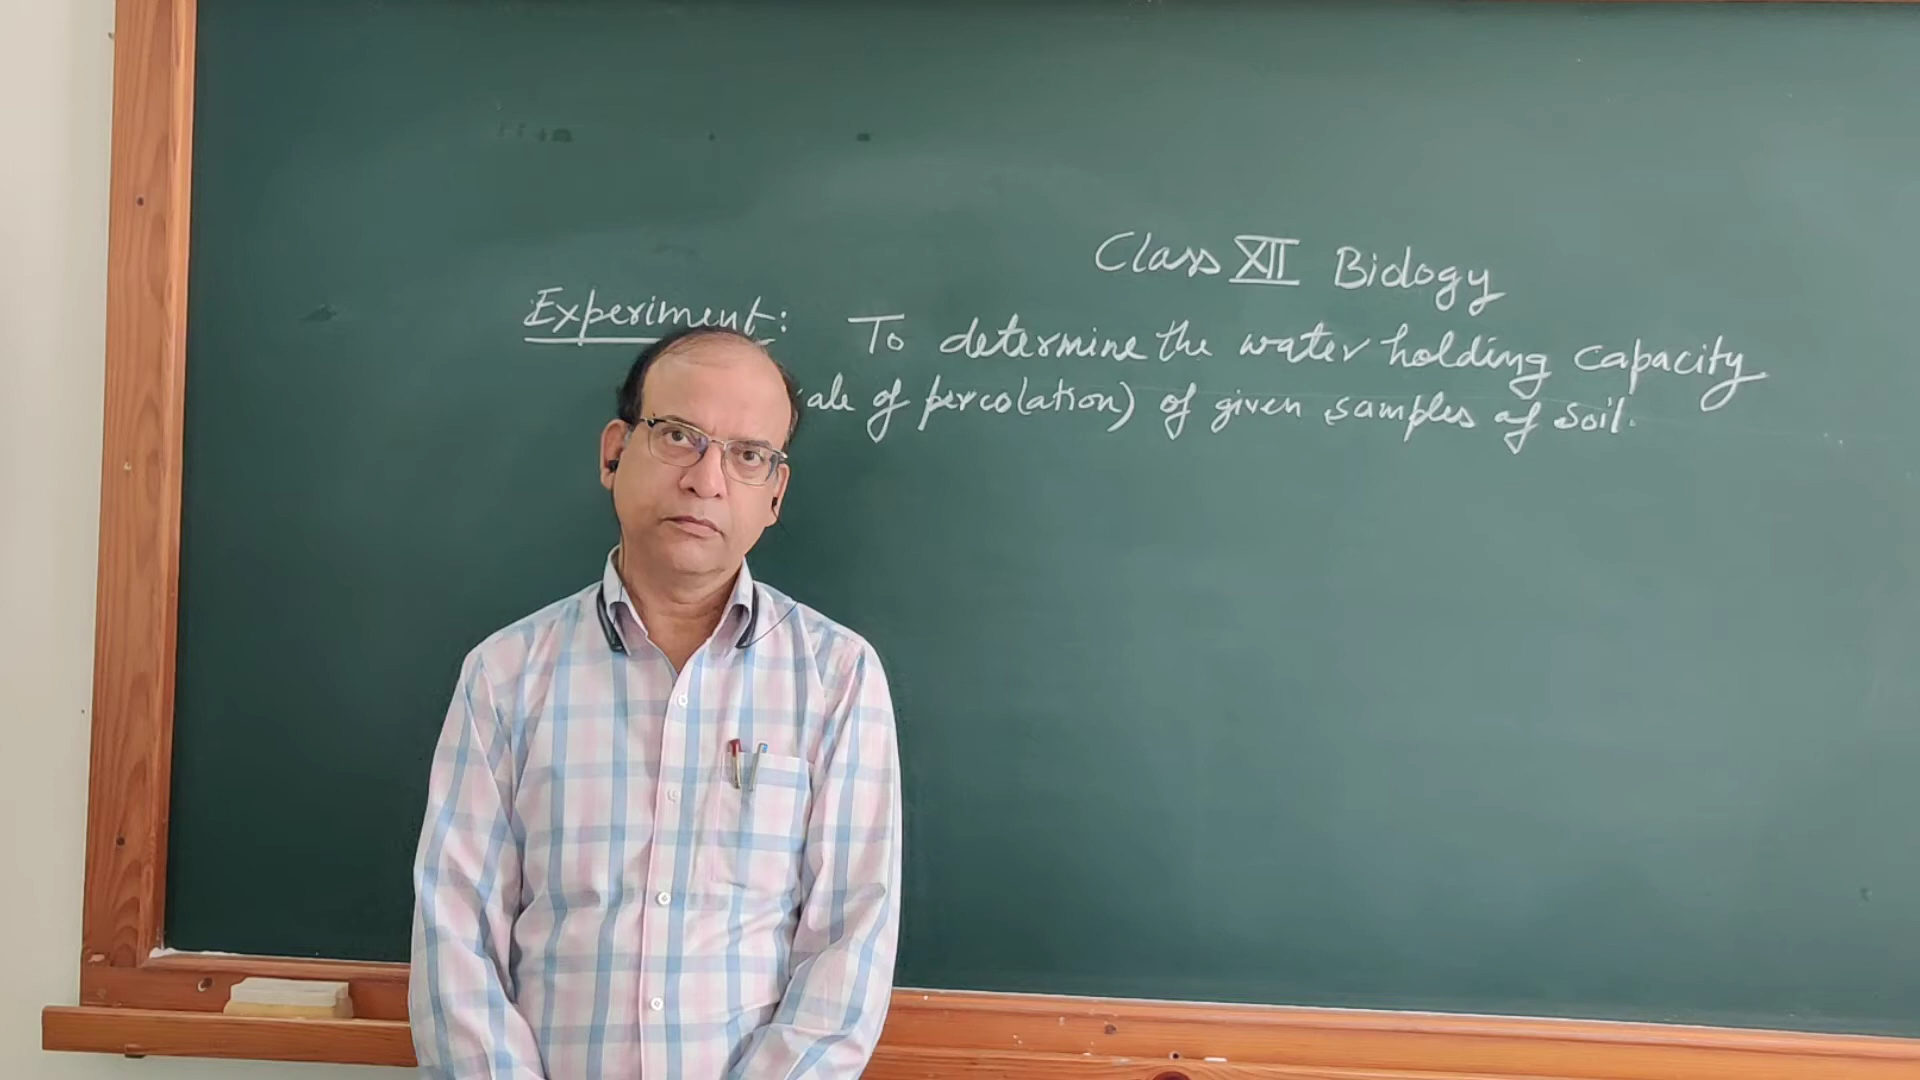 Class XII Biology
Experiment: To determine the water holding capacity
of percolation) of given samples of soil.